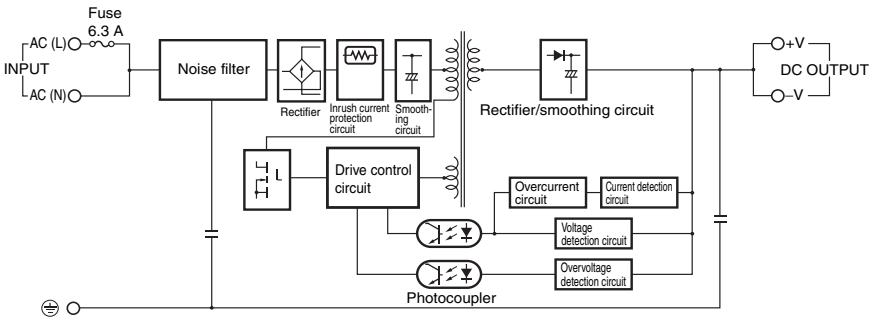 Fuse
6.3 A
AC (L)
INPUT
AC (N)
Noise filter
Rectifier
Inrush current
protection
circuit
Smooth-
ing
circuit
Rectifier/smoothing circuit
+V
DC OUTPUT
–V
Drive control
circuit
Overcurrent
circuit
Current detection
circuit
Voltage
detection circuit
Overvoltage
detection circuit
Photocoupler